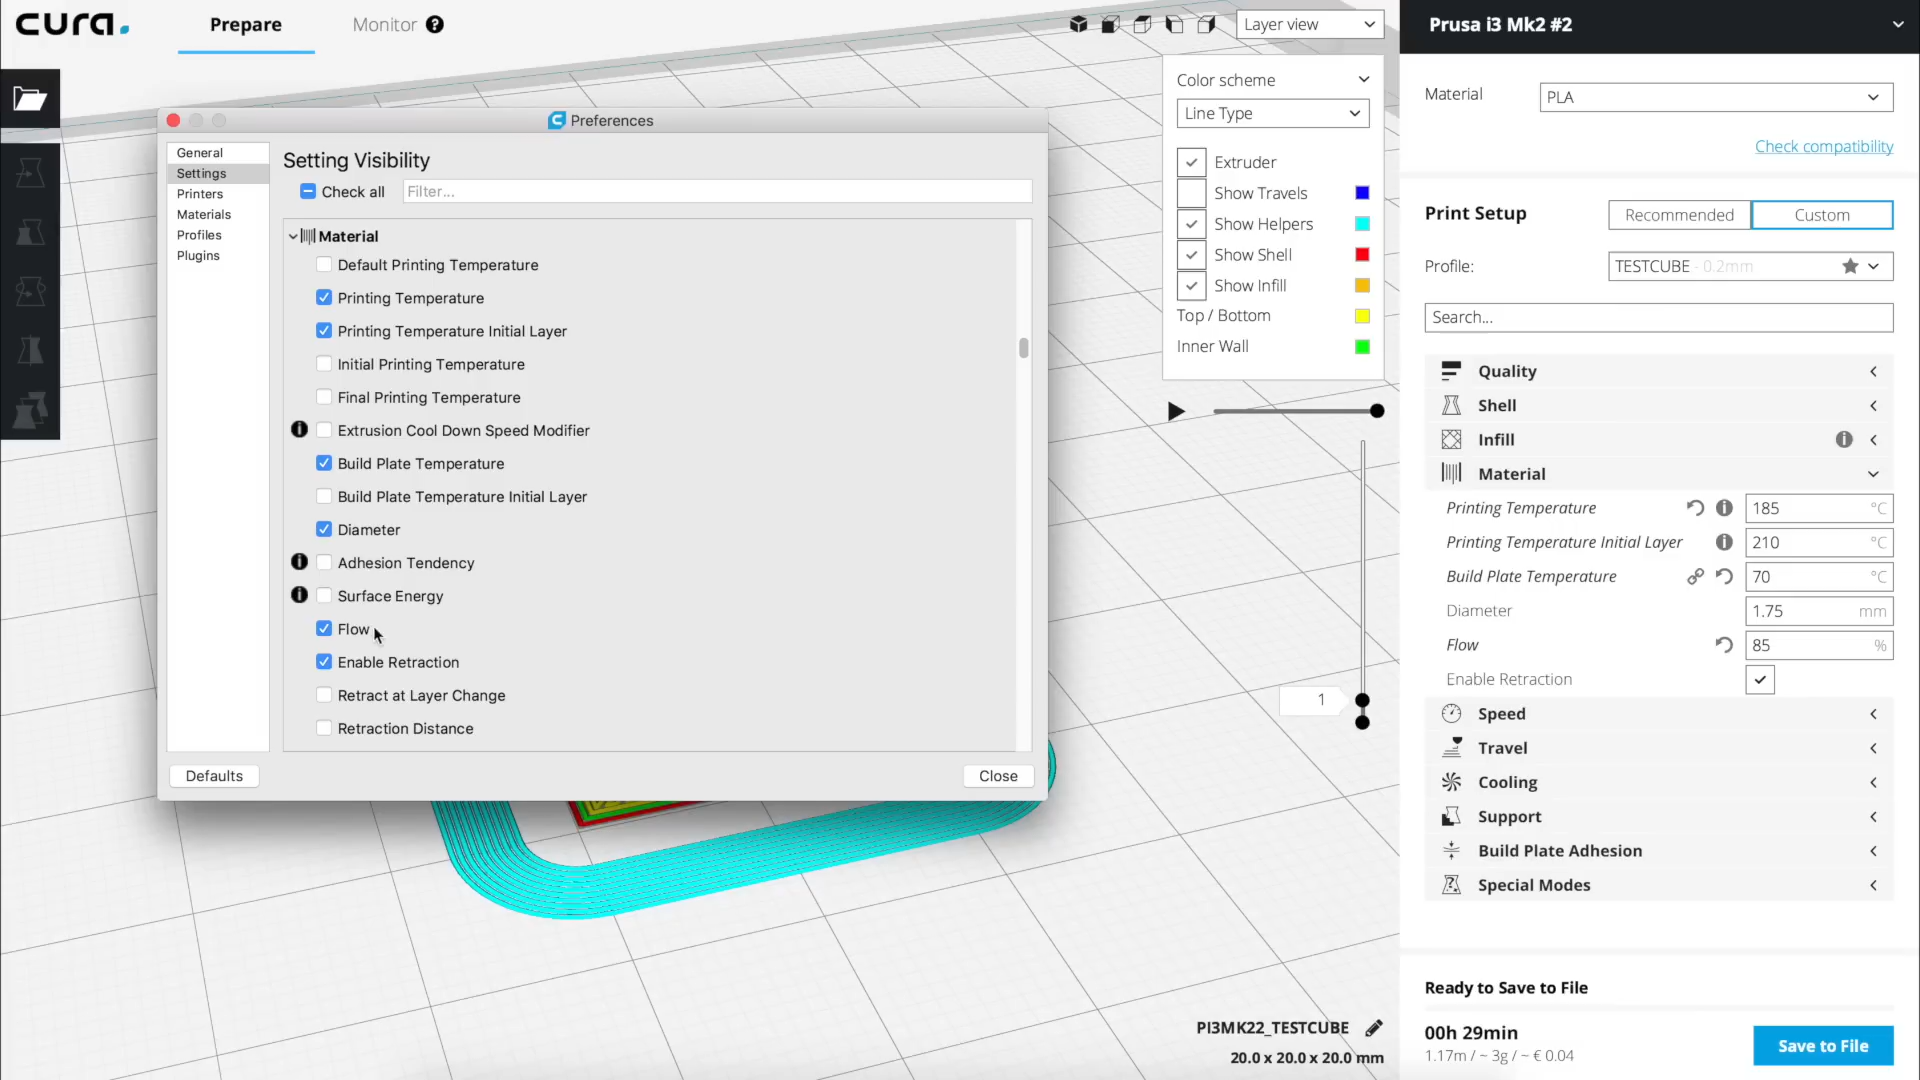 cura.
Prepare
Monitor
?
Layer view
Prusa i3 Mk2 #2
Color scheme
Line Type
Extruder
Show Travels
Show Helpers
Show Shell
Show Infill
Top / Bottom
Inner Wall
Material
PLA
Check compatibility
Print Setup
Recommended
Custom
Profile:
TESTCUBE - 0.2mm
Search...
Quality
Shell
Infill
Material
Printing Temperature
185 °C
Printing Temperature Initial Layer
210 °C
Build Plate Temperature
70 °C
Diameter
1.75 mm
Flow
85 %
Enable Retraction
Speed
Travel
Cooling
Support
Build Plate Adhesion
Special Modes
Ready to Save to File
00h 29min
1.17m / ~ 3g / ~ € 0.04
Save to File
Preferences
General
Settings
Printers
Materials
Profiles
Plugins
Setting Visibility
Check all
Filter...
Material
Default Printing Temperature
Printing Temperature
Printing Temperature Initial Layer
Initial Printing Temperature
Final Printing Temperature
Extrusion Cool Down Speed Modifier
Build Plate Temperature
Build Plate Temperature Initial Layer
Diameter
Adhesion Tendency
Surface Energy
Flow
Enable Retraction
Retract at Layer Change
Retraction Distance
Defaults
Close
1
PI3MK22_TESTCUBE
20.0 x 20.0 x 20.0 mm